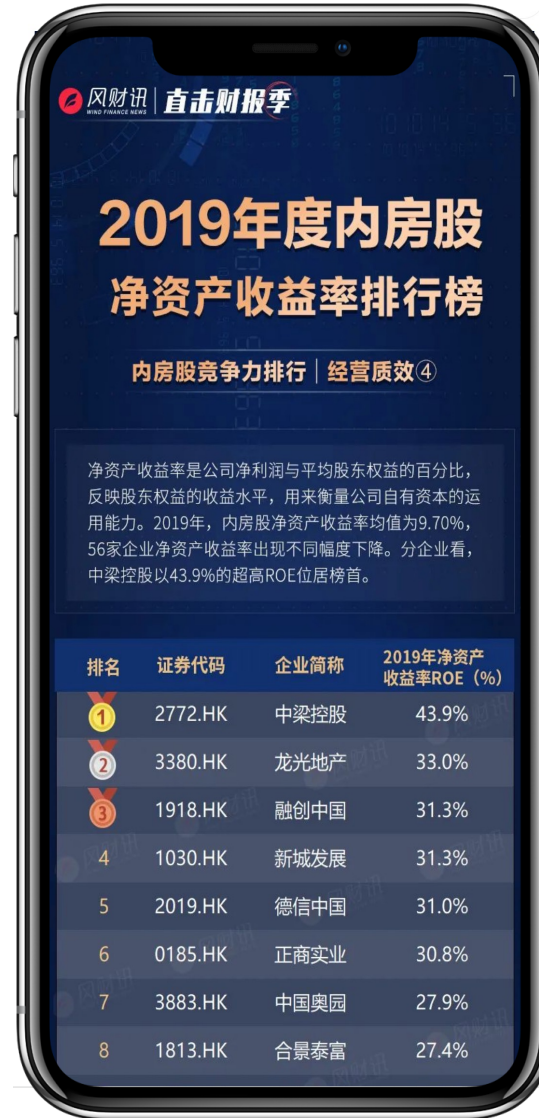 风财讯 直击财报季
WIND FINANCE NEWS
2019年度内房股
净资产收益率排行榜
内房股竞争力排行｜经营质效④
净资产收益率是公司净利润与平均股东权益的百分比，
反映股东权益的收益水平，用来衡量公司自有资本的运
用能力。2019年，内房股净资产收益率均值为9.70%，
56家企业净资产收益率出现不同幅度下降。分企业看，
中梁控股以43.9%的超高ROE位居榜首。
排名 证券代码 企业简称 2019年净资产
收益率ROE（%）
1 2772.HK 中梁控股 43.9%
2 3380.HK 龙光地产 33.0%
3 1918.HK 融创中国 31.3%
4 1030.HK 新城发展 31.3%
5 2019.HK 德信中国 31.0%
6 0185.HK 正商实业 30.8%
7 3883.HK 中国奥园 27.9%
8 1813.HK 合景泰富 27.4%